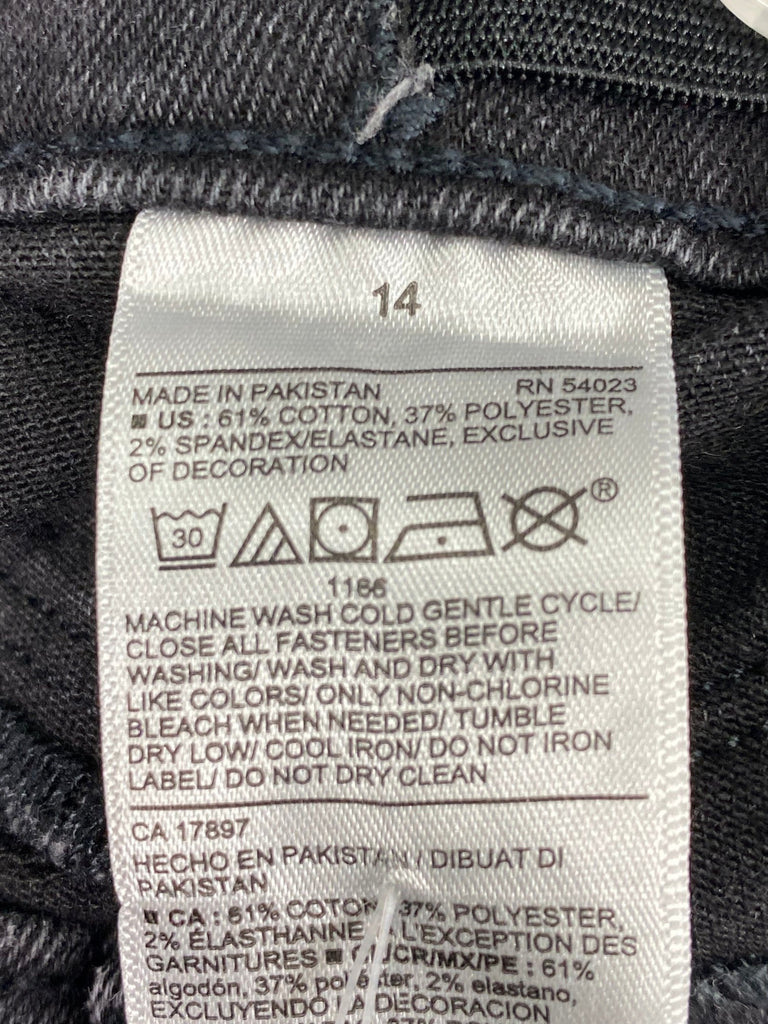 14
MADE IN PAKISTAN RN 54023
US : 61% COTTON, 37% POLYESTER,
2% SPANDEX/ELASTANE, EXCLUSIVE
OF DECORATION
30 ®
1166
MACHINE WASH COLD GENTLE CYCLE/
CLOSE ALL FASTENERS BEFORE
WASHING/ WASH AND DRY WITH
LIKE COLORS/ ONLY NON-CHLORINE
BLEACH WHEN NEEDED/ TUMBLE
DRY LOW/ COOL IRON/ DO NOT IRON
LABEL/ DO NOT DRY CLEAN
CA 17897
HECHO EN PAKISTAN / DIBUAT DI
PAKISTAN
CA : 61% COTON, 37% POLYESTER,
2% ÉLASTHANNE, À L'EXCEPTION DES
GARNITURES /CR/MX/PE : 61%
algodón, 37% poliéster, 2% elastano,
EXCLUYENDO LA DECORACION
37% POLYESTER